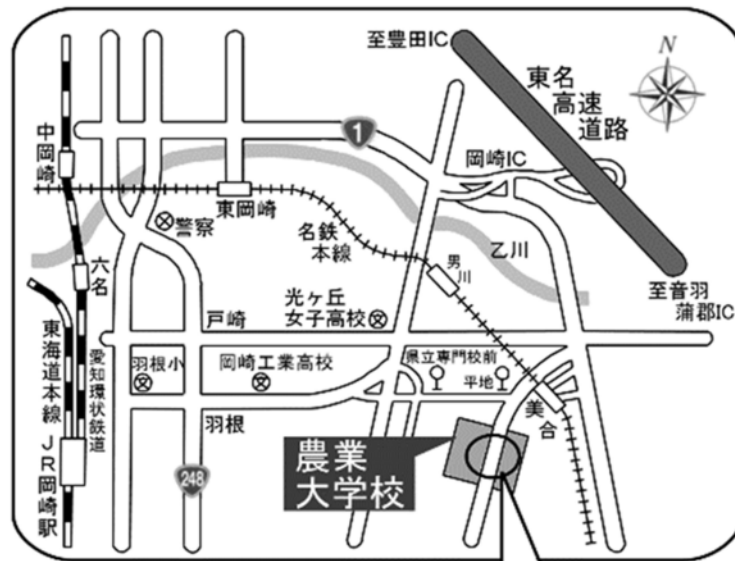 至豊田IC
N
東名
高速
道路
1
中岡崎
岡崎IC
東岡崎
警察
名鉄
本線
男川
乙川
六名
至音羽
蒲郡IC
光ヶ丘
女子高校
戸崎
東海道本線
愛知環状鉄道
羽根小
岡崎工業高校
県立専門校前
平地
美合
羽根
農業
大学校
JR岡崎駅
248